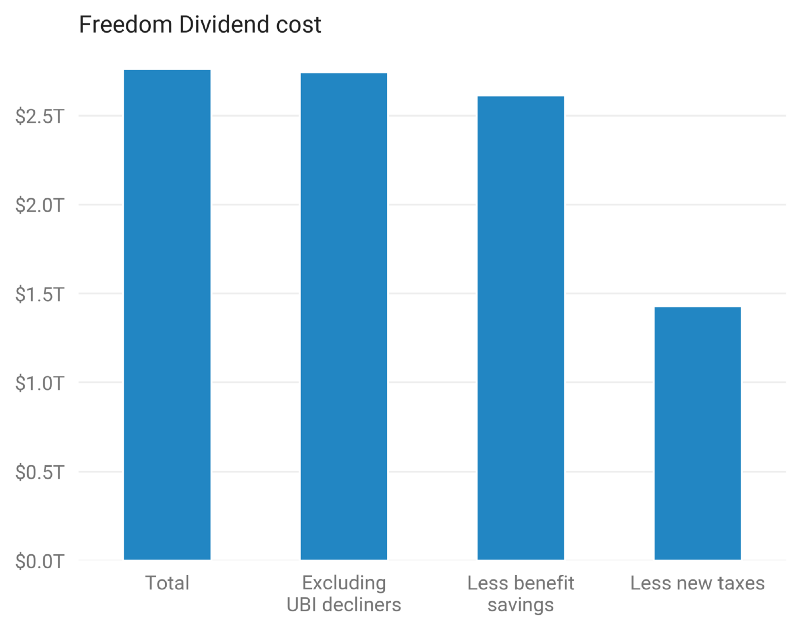 Freedom Dividend cost
$2.5T
$2.0T
$1.5T
$1.0T
$0.5T
$0.0T
Total
Excluding
UBI decliners
Less benefit
savings
Less new taxes